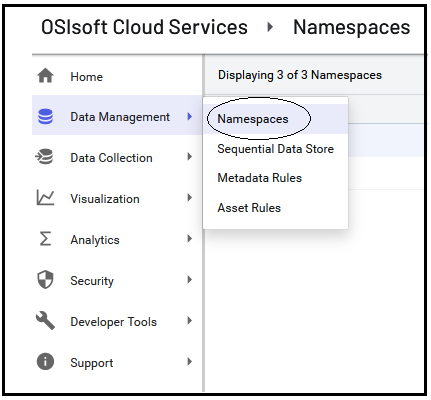 OSIsoft Cloud Services Namespaces
Home
Displaying 3 of 3 Namespaces
Data Management
Namespaces
Sequential Data Store
Metadata Rules
Asset Rules
Data Collection
Visualization
Analytics
Security
Developer Tools
Support